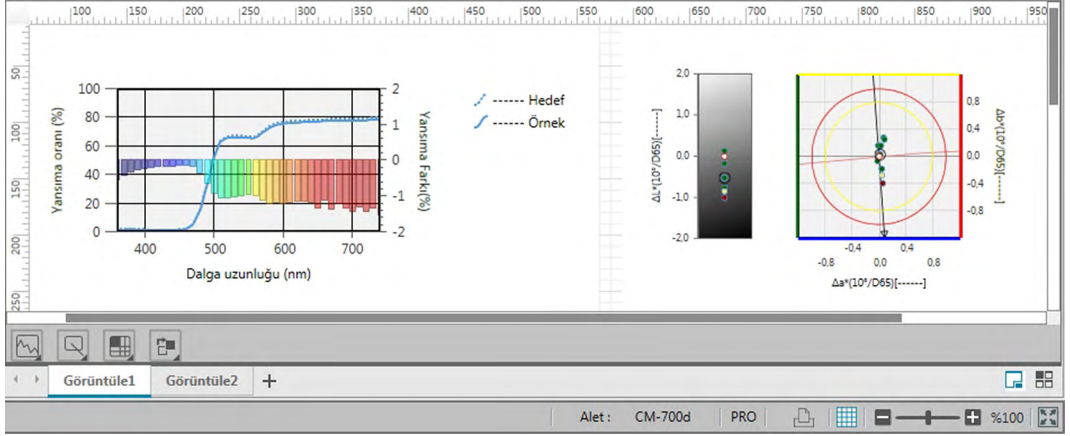 100 150 200 250 300 350 400 450 500 550 600 650 700 750 800 850 900 950
50
100
150
200
250
100
80
60
40
20
0
Yansıma oranı (%)
2
1
0
-1
-2
Yansıma Farkı(%)
400 500 600 700
Dalga uzunluğu (nm)
------ Hedef
------ Örnek
2,0
1,0
0,0
-1,0
-2,0
ΔL*(10°/D65)[------]
0,8
0,4
0,0
-0,4
-0,8
Δb*(10°/D65)[------]
-0,4 0,4
-0,8 0,0 0,8
Δa*(10°/D65)[------]
Görüntüle1 Görüntüle2 +
Alet : CM-700d PRO %100